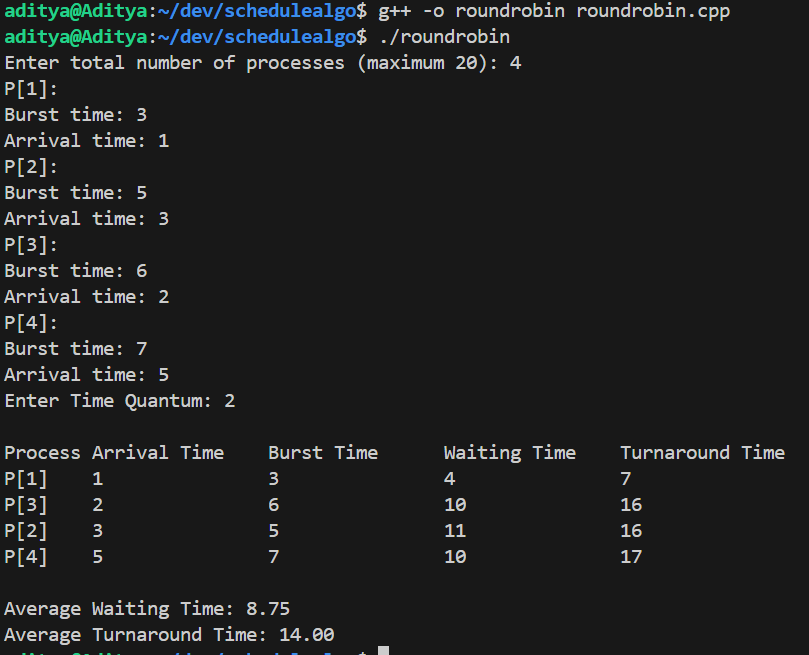 aditya@Aditya:~/dev/schedulealgo$ g++ -o roundrobin roundrobin.cpp
aditya@Aditya:~/dev/schedulealgo$ ./roundrobin
Enter total number of processes (maximum 20): 4
P[1]:
Burst time: 3
Arrival time: 1
P[2]:
Burst time: 5
Arrival time: 3
P[3]:
Burst time: 6
Arrival time: 2
P[4]:
Burst time: 7
Arrival time: 5
Enter Time Quantum: 2
Process Arrival Time Burst Time Waiting Time Turnaround Time
P[1] 1 3 4 7
P[3] 2 6 10 16
P[2] 3 5 11 16
P[4] 5 7 10 17
Average Waiting Time: 8.75
Average Turnaround Time: 14.00